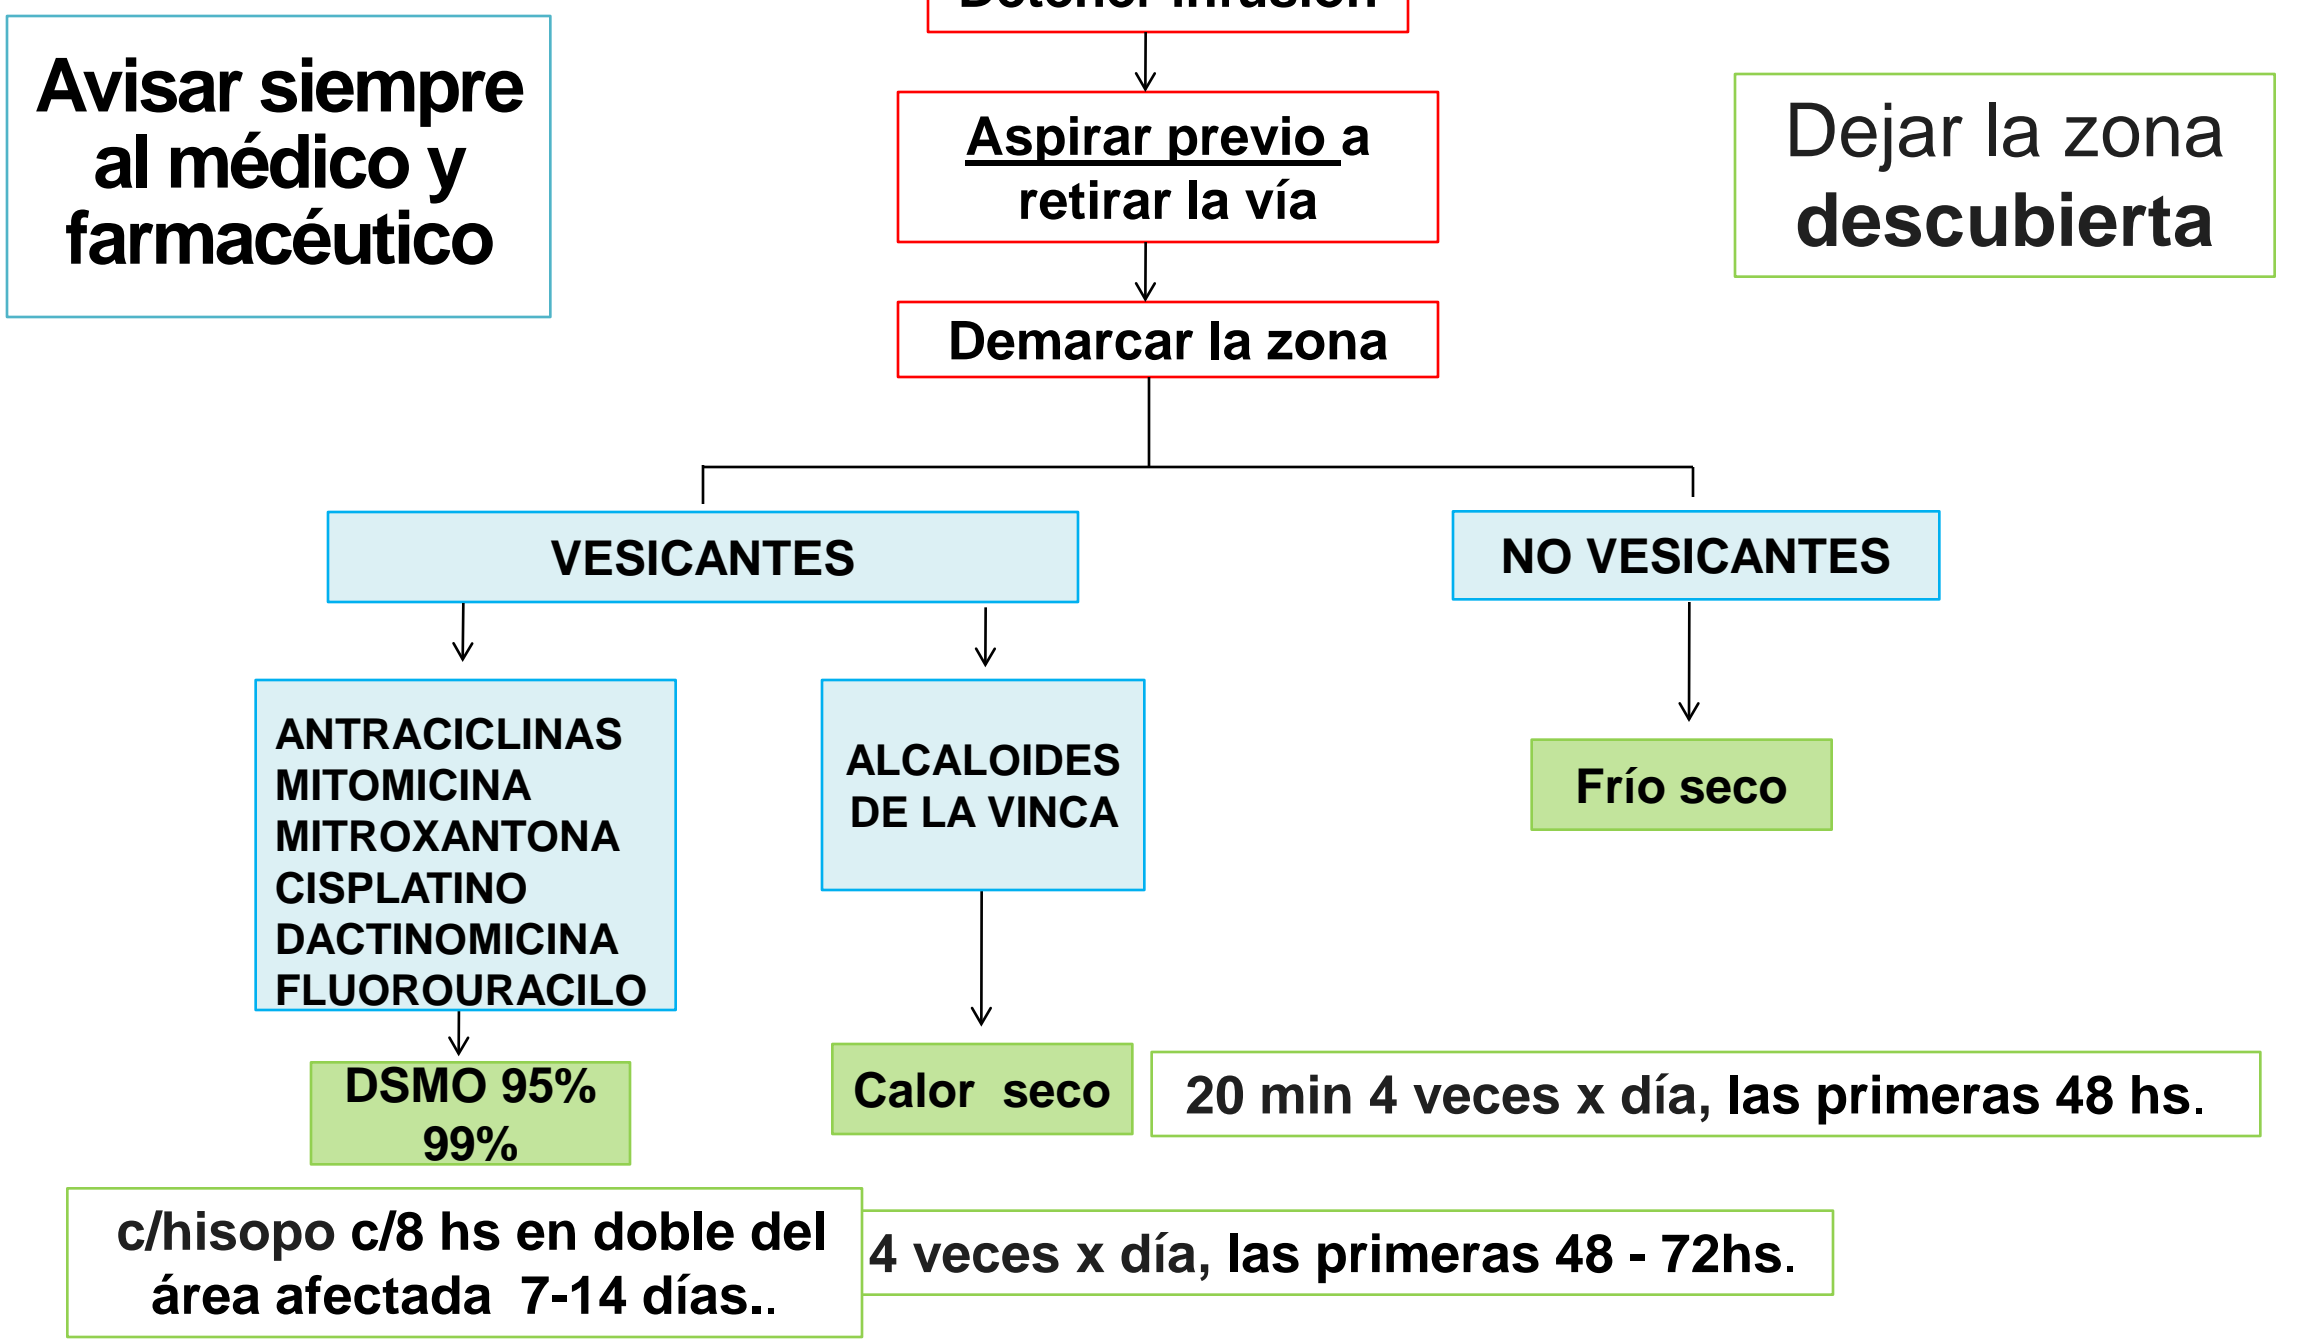 Detener infusión
Avisar siempre
al médico y
farmacéutico
Aspirar previo a
retirar la vía
Dejar la zona
descubierta
Demarcar la zona
VESICANTES
NO VESICANTES
ANTRACICLINAS
MITOMICINA
MITROXANTONA
CISPLATINO
DACTINOMICINA
FLUOROURACILO
ALCALOIDES
DE LA VINCA
Frío seco
DSMO 95%
99%
Calor seco
20 min 4 veces x día, las primeras 48 hs.
c/hisopo c/8 hs en doble del
área afectada 7-14 días..
4 veces x día, las primeras 48 - 72hs.